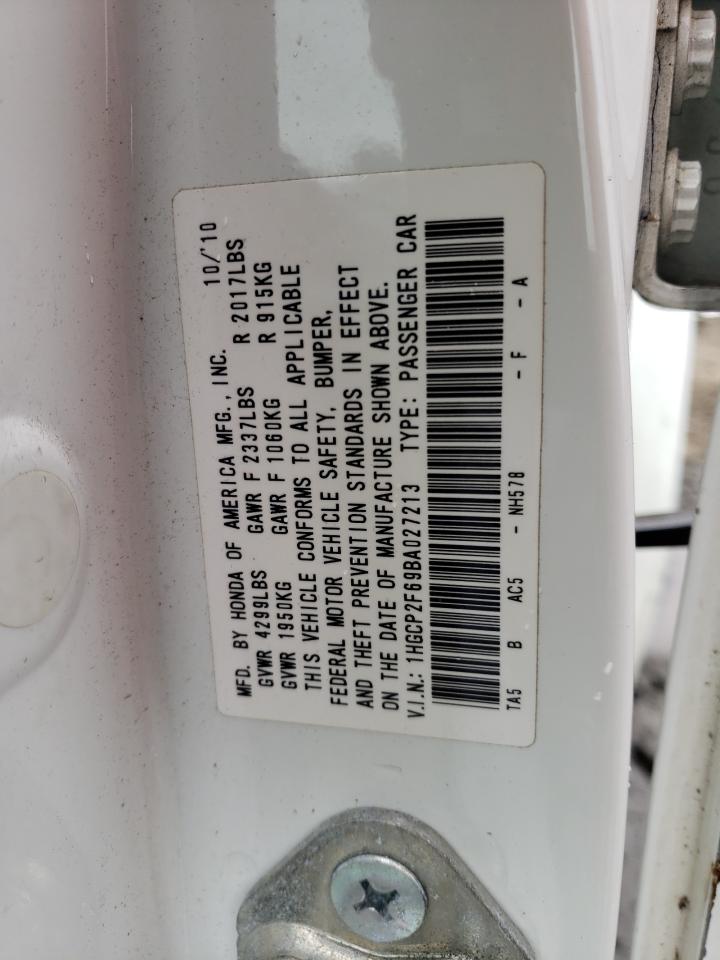 MFD. BY HONDA OF AMERICA MFG., INC. 10/'10
GVWR 4299LBS GAWR F 2337LBS R 2017LBS
GVWR 1950KG GAWR F 1060KG R 915KG
THIS VEHICLE CONFORMS TO ALL APPLICABLE
FEDERAL MOTOR VEHICLE SAFETY, BUMPER,
AND THEFT PREVENTION STANDARDS IN EFFECT
ON THE DATE OF MANUFACTURE SHOWN ABOVE.
V.I.N.: 1HGCP2F69BA027213 TYPE: PASSENGER CAR
TA5 B AC5 - NH578 - F - A